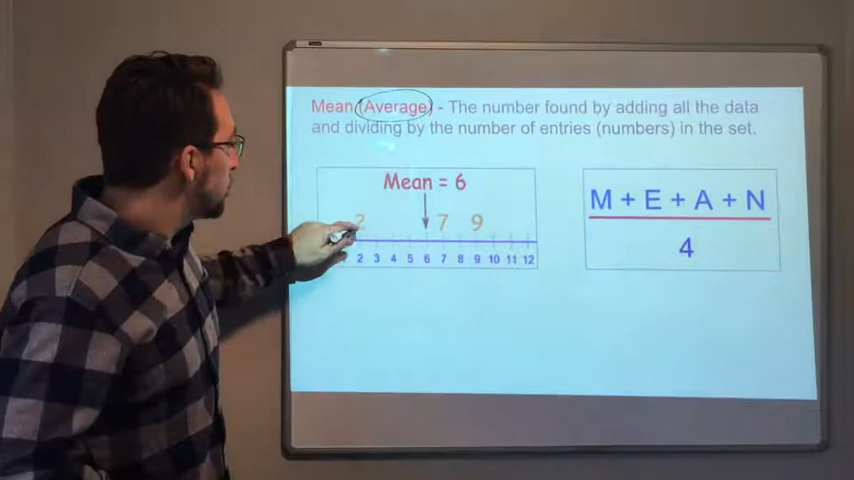 Mean (Average) - The number found by adding all the data
and dividing by the number of entries (numbers) in the set.
Mean = 6
2 7 9
2 3 4 5 6 7 8 9 10 11 12
M + E + A + N
4